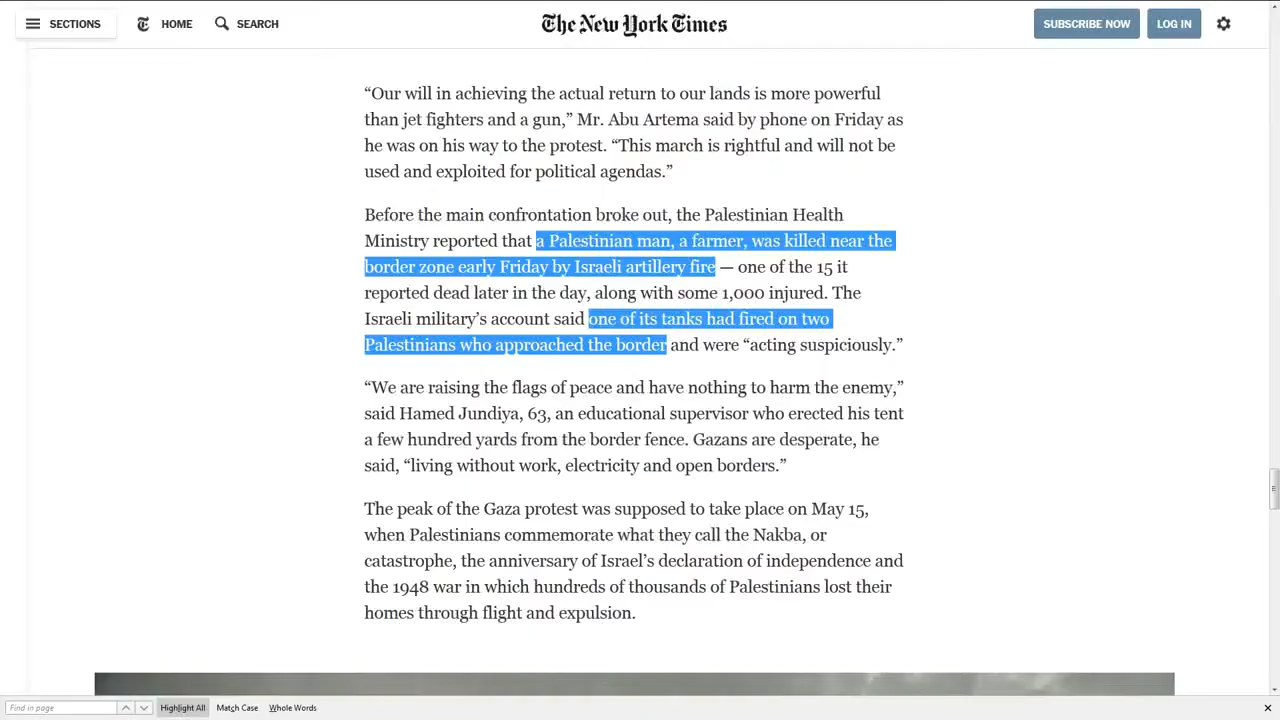 SECTIONS HOME SEARCH The New York Times SUBSCRIBE NOW LOG IN
“Our will in achieving the actual return to our lands is more powerful
than jet fighters and a gun,” Mr. Abu Artema said by phone on Friday as
he was on his way to the protest. “This march is rightful and will not be
used and exploited for political agendas.”
Before the main confrontation broke out, the Palestinian Health
Ministry reported that a Palestinian man, a farmer, was killed near the
border zone early Friday by Israeli artillery fire — one of the 15 it
reported dead later in the day, along with some 1,000 injured. The
Israeli military’s account said one of its tanks had fired on two
Palestinians who approached the border and were “acting suspiciously.”
“We are raising the flags of peace and have nothing to harm the enemy,”
said Hamed Jundiya, 63, an educational supervisor who erected his tent
a few hundred yards from the border fence. Gazans are desperate, he
said, “living without work, electricity and open borders.”
The peak of the Gaza protest was supposed to take place on May 15,
when Palestinians commemorate what they call the Nakba, or
catastrophe, the anniversary of Israel’s declaration of independence and
the 1948 war in which hundreds of thousands of Palestinians lost their
homes through flight and expulsion.
Find in page Highlight All Match Case Whole Words